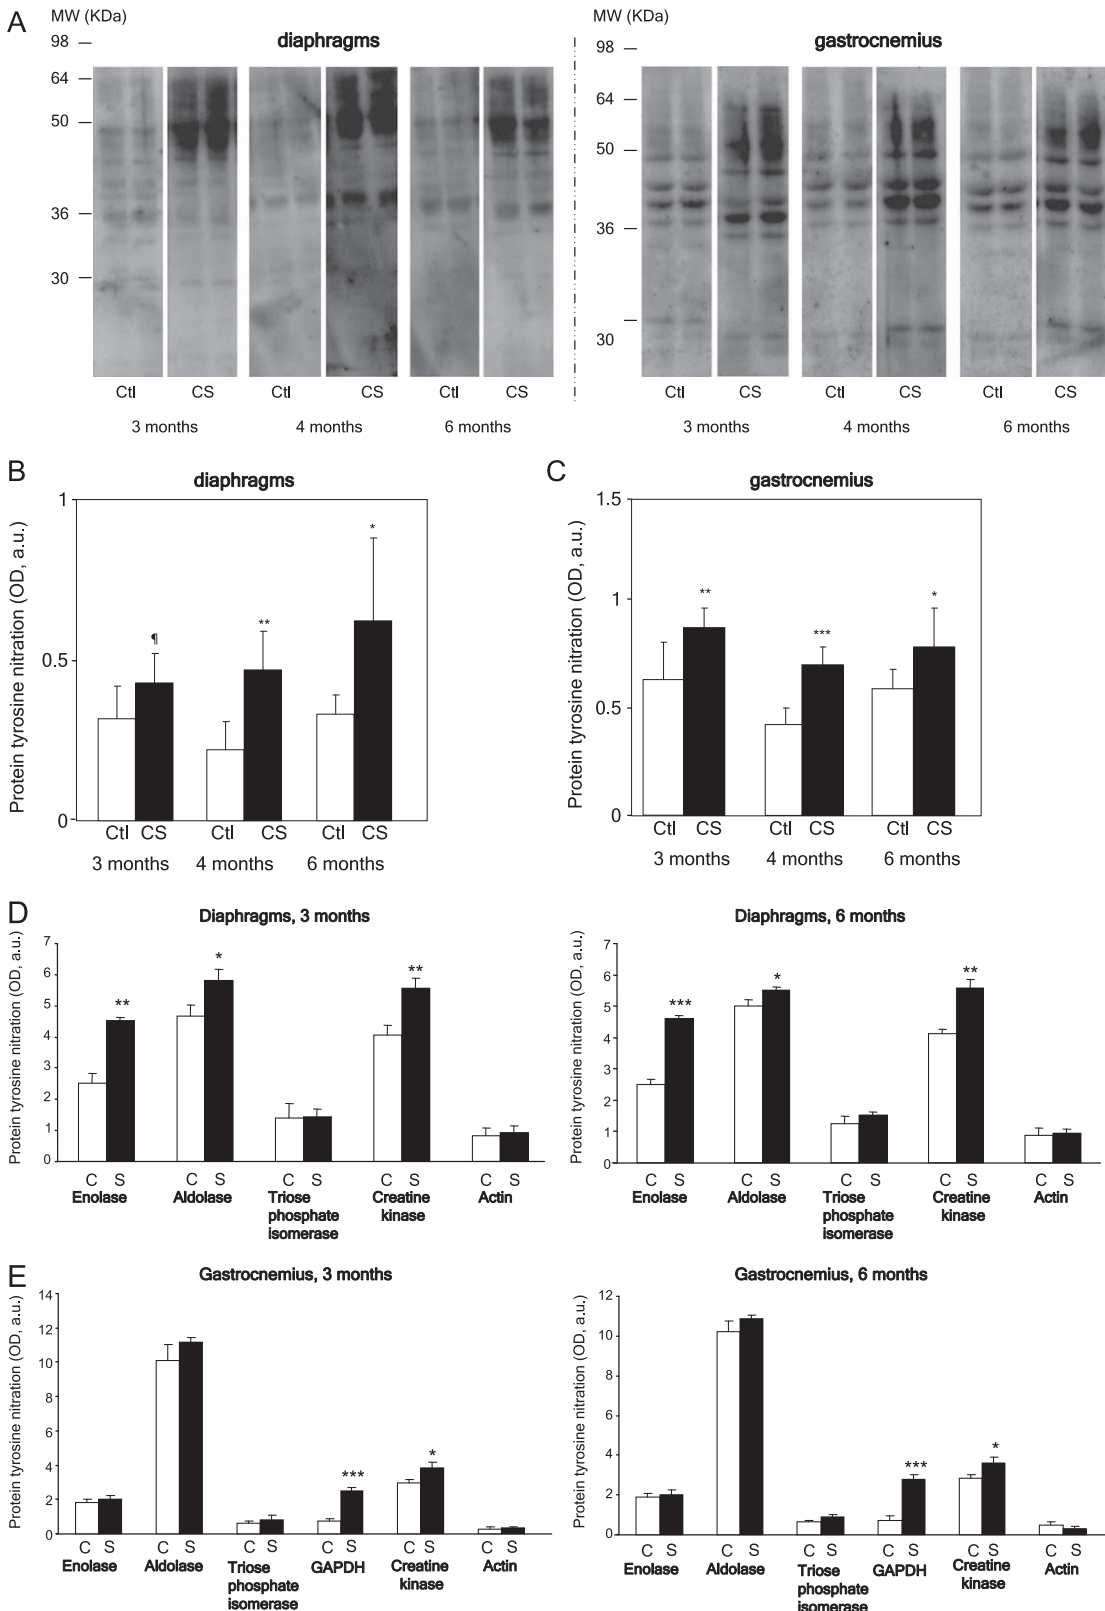 A
MW (KDa)
diaphragms
98
64
50
36
30
Ctl CS Ctl CS Ctl CS
3 months 4 months 6 months
MW (KDa)
gastrocnemius
98
64
50
36
30
Ctl CS Ctl CS Ctl CS
3 months 4 months 6 months
B
diaphragms
Protein tyrosine nitration (OD, a.u.)
1
0.5
0
¶ ** *
Ctl CS Ctl CS Ctl CS
3 months 4 months 6 months
C
gastrocnemius
Protein tyrosine nitration (OD, a.u.)
1.5
1
0.5
0
** *** *
Ctl CS Ctl CS Ctl CS
3 months 4 months 6 months
D
Diaphragms, 3 months
Protein tyrosine nitration (OD, a.u.)
7
6
5
4
3
2
1
0
** * **
C S C S C S C S C S
Enolase Aldolase Triose phosphate isomerase Creatine kinase Actin
Diaphragms, 6 months
Protein tyrosine nitration (OD, a.u.)
7
6
5
4
3
2
1
0
*** * **
C S C S C S C S C S
Enolase Aldolase Triose phosphate isomerase Creatine kinase Actin
E
Gastrocnemius, 3 months
Protein tyrosine nitration (OD, a.u.)
14
12
10
8
6
4
2
0
*** *
C S C S C S C S C S C S
Enolase Aldolase Triose phosphate isomerase GAPDH Creatine kinase Actin
Gastrocnemius, 6 months
Protein tyrosine nitration (OD, a.u.)
12
10
8
6
4
2
0
*** *
C S C S C S C S C S C S
Enolase Aldolase Triose phosphate isomerase GAPDH Creatine kinase Actin